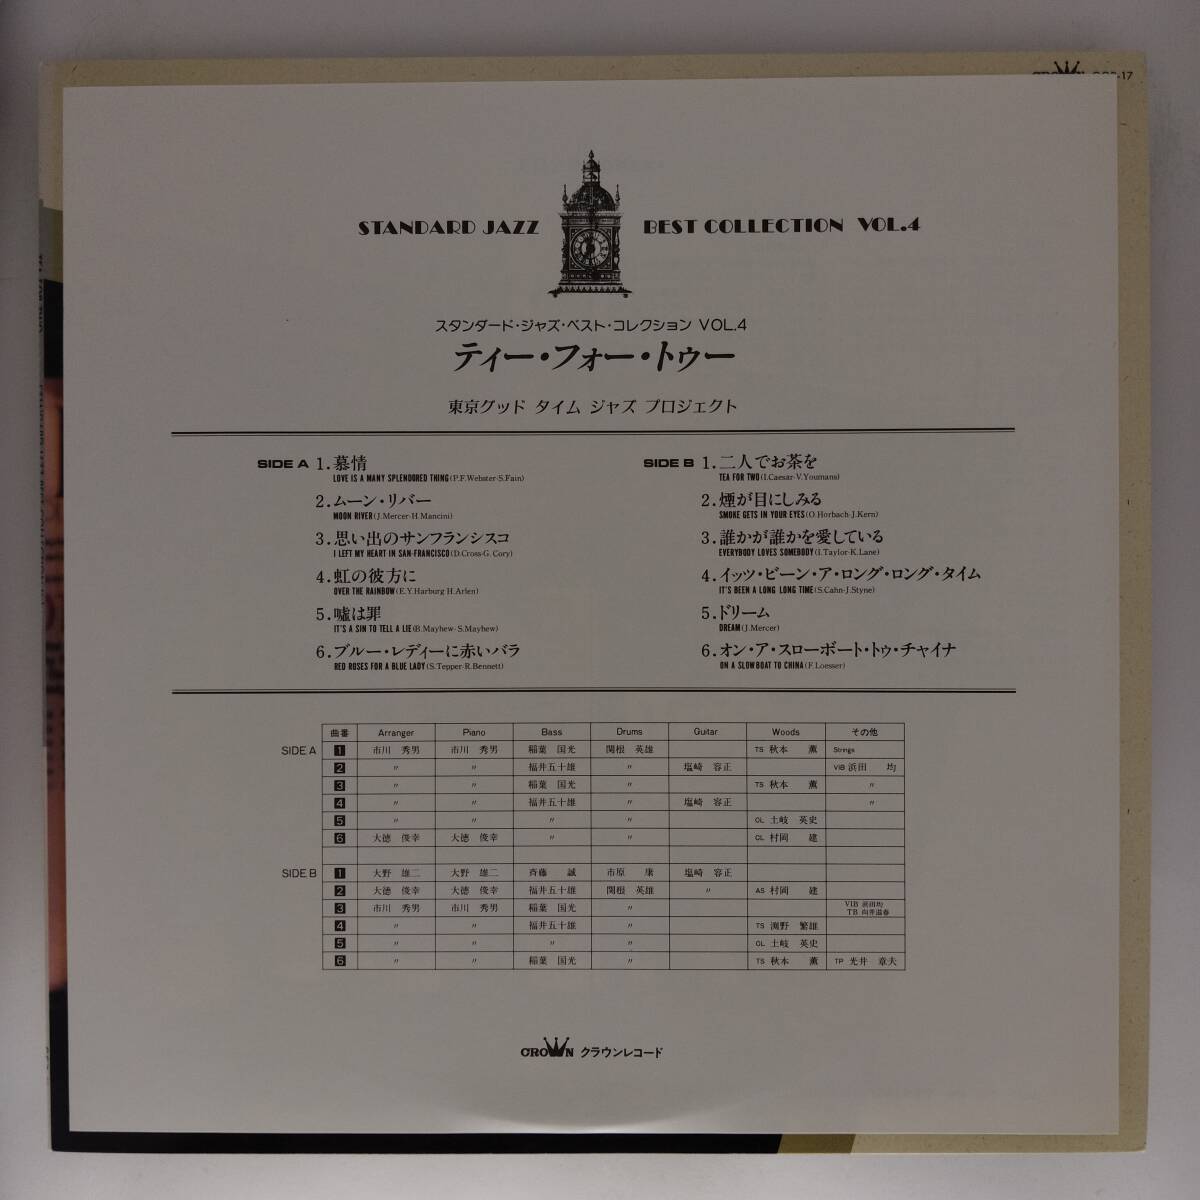 CROWN
STANDARD JAZZ BEST COLLECTION VOL.4
スタンダード・ジャズ・ベスト・コレクション VOL.4
ティー・フォー・トゥー
東京グッド タイム ジャズ プロジェクト
SIDE A 1.慕情
LOVE IS A MANY SPLENDORED THING(P.F.Webster-S.Fain)
2.ムーン・リバー
MOON RIVER(J.Mercer-H.Mancini)
3.思い出のサンフランシスコ
I LEFT MY HEART IN SAN-FRANCISCO(D.Cross-G.Cory)
4.虹の彼方に
OVER THE RAINBOW(E.Y.Harburg H.Arlen)
5.嘘は罪
IT'S A SIN TO TELL A LIE(B.Mayhew-S.Mayhew)
6.ブルー・レディーに赤いバラ
RED ROSES FOR A BLUE LADY(S.Tepper-R.Bennett)
SIDE B 1.二人でお茶を
TEA FOR TWO(I.Caesar-V.Youmans)
2.煙が目にしみる
SMOKE GETS IN YOUR EYES(O.Horbach-J.Kern)
3.誰かが誰かを愛している
EVERYBODY LOVES SOMEBODY(I.Taylor-K.Lane)
4.イッツ・ビーン・ア・ロング・ロング・タイム
IT'S BEEN A LONG LONG TIME(S.Cahn-J.Styne)
5.ドリーム
DREAM(J.Mercer)
6.オン・ア・スローボート・トゥ・チャイナ
ON A SLOWBOAT TO CHINA(F.Loesser)
曲番 Arranger Piano Bass Drums Guitar Woods その他
SIDE A 1 市川 秀男 市川 秀男 稲葉 国光 関根 英雄 TS 秋本 薫 Strings
2 〃 〃 福井五十雄 〃 塩崎 容正 VIB 浜田 均
3 〃 〃 稲葉 国光 〃 TS 秋本 薫 〃
4 〃 〃 福井五十雄 〃 塩崎 容正 〃
5 〃 〃 〃 〃 CL 土岐 英史
6 大徳 俊幸 大徳 俊幸 〃 〃 CL 村岡 建
SIDE B 1 大野 雄二 大野 雄二 斉藤 誠 市原 康 塩崎 容正
2 大徳 俊幸 大徳 俊幸 福井五十雄 関根 英雄 〃 AS 村岡 建
3 市川 秀男 市川 秀男 稲葉 国光 〃 VIB 浜田均
TB 向井滋春
4 〃 〃 福井五十雄 〃 TS 渕野 繁雄
5 〃 〃 〃 〃 CL 土岐 英史
6 〃 〃 稲葉 国光 〃 TS 秋本 薫 TP 光井 章夫
CROWN クラウンレコード